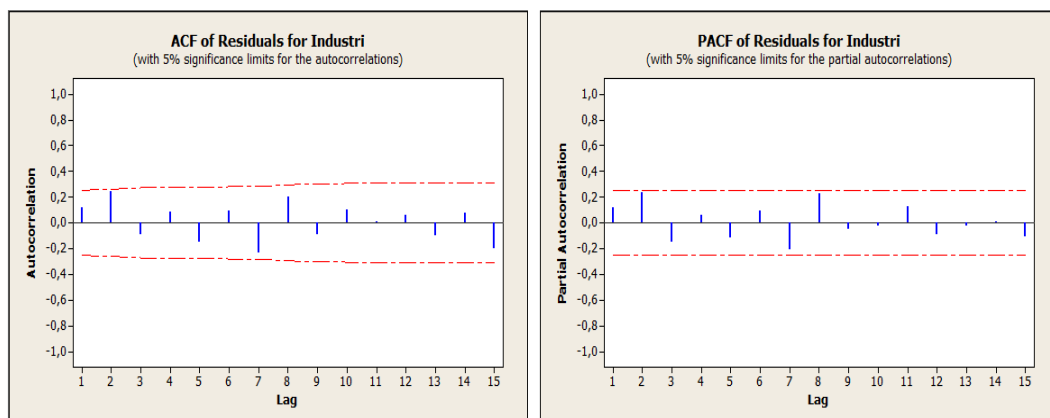 ACF of Residuals for Industri
(with 5% significance limits for the autocorrelations)
Autocorrelation
1,0
0,8
0,6
0,4
0,2
0,0
-0,2
-0,4
-0,6
-0,8
-1,0
1 2 3 4 5 6 7 8 9 10 11 12 13 14 15
Lag
PACF of Residuals for Industri
(with 5% significance limits for the partial autocorrelations)
Partial Autocorrelation
1,0
0,8
0,6
0,4
0,2
0,0
-0,2
-0,4
-0,6
-0,8
-1,0
1 2 3 4 5 6 7 8 9 10 11 12 13 14 15
Lag